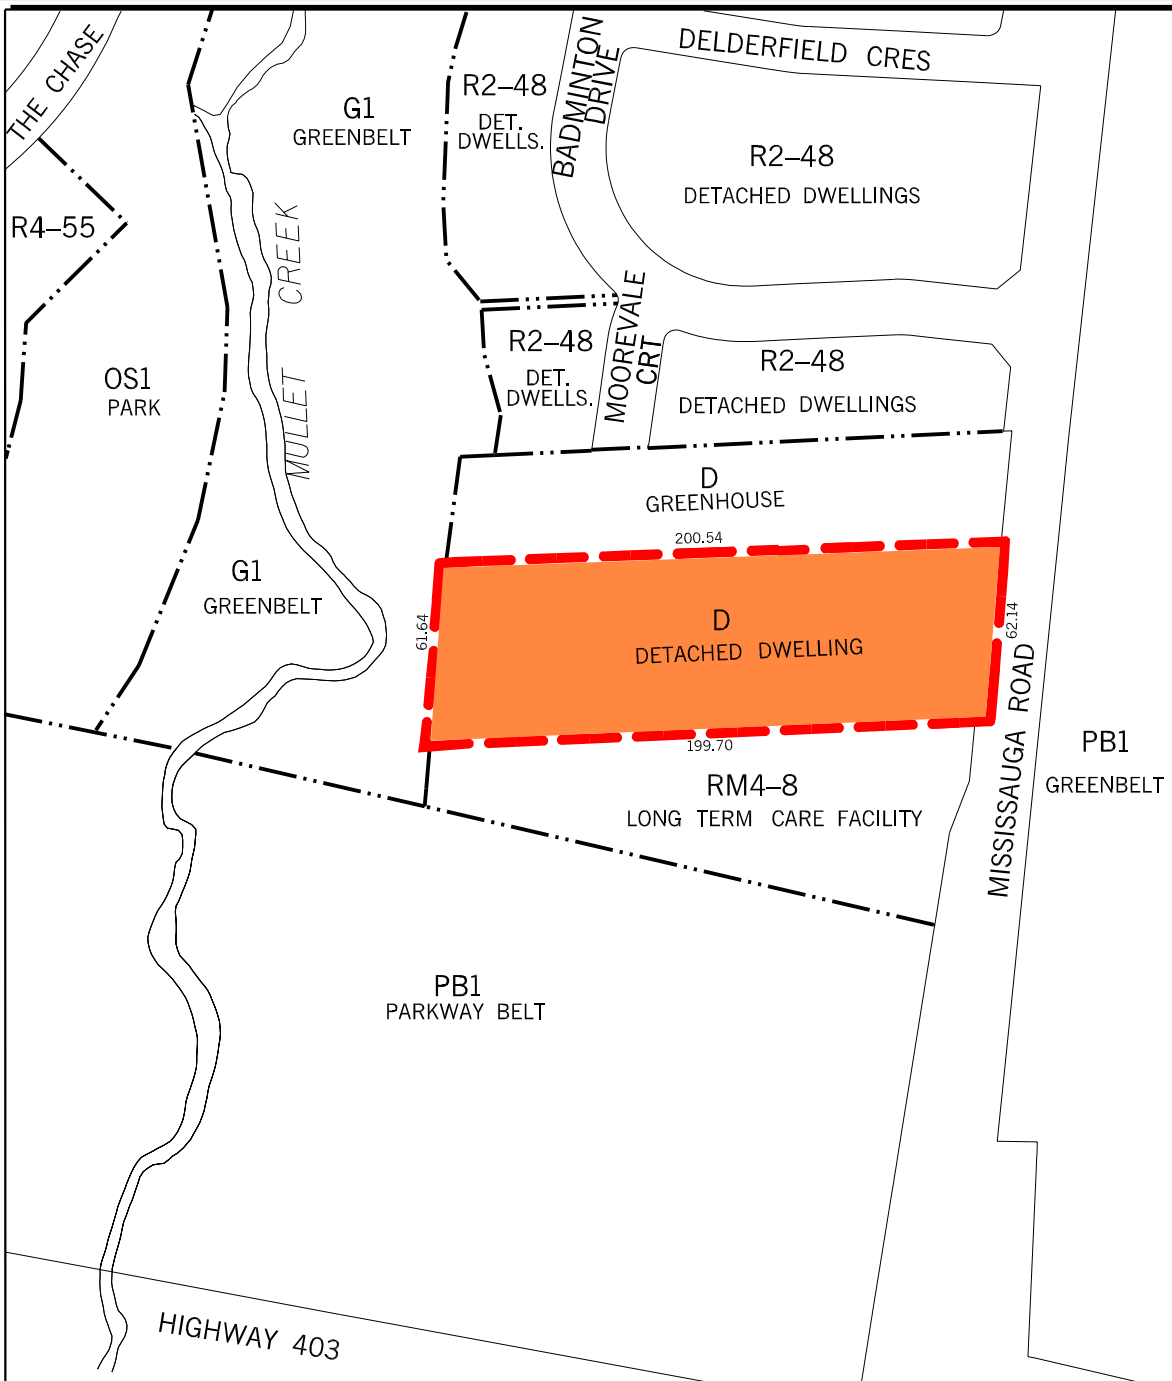 THE CHASE
G1
GREENBELT
R2–48
DET.
DWELLS.
BADMINTON
DRIVE
DELDERFIELD CRES
R2–48
DETACHED DWELLINGS
R4–55
MULLET CREEK
OS1
PARK
R2–48
DET.
DWELLS.
MOOREVALE
CRT
R2–48
DETACHED DWELLINGS
D
GREENHOUSE
200.54
G1
GREENBELT
61.64
D
DETACHED DWELLING
62.14
199.70
MISSISSAUGA ROAD
PB1
GREENBELT
RM4–8
LONG TERM CARE FACILITY
PB1
PARKWAY BELT
HIGHWAY 403